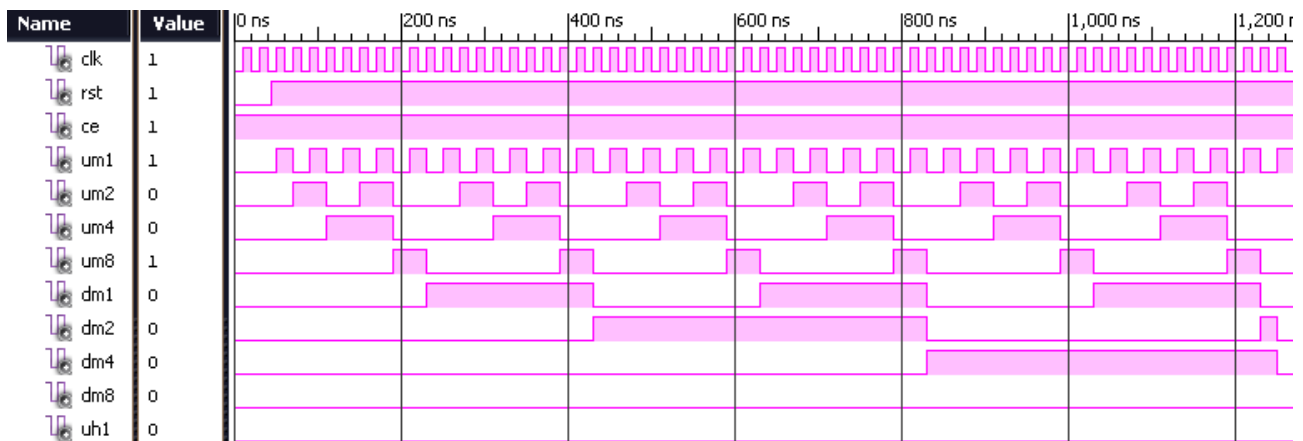 Name Value 0 ns 200 ns 400 ns 600 ns 800 ns 1,000 ns 1,200 n
clk 1
rst 1
ce 1
um1 1
um2 0
um4 0
um8 1
dm1 0
dm2 0
dm4 0
dm8 0
uh1 0